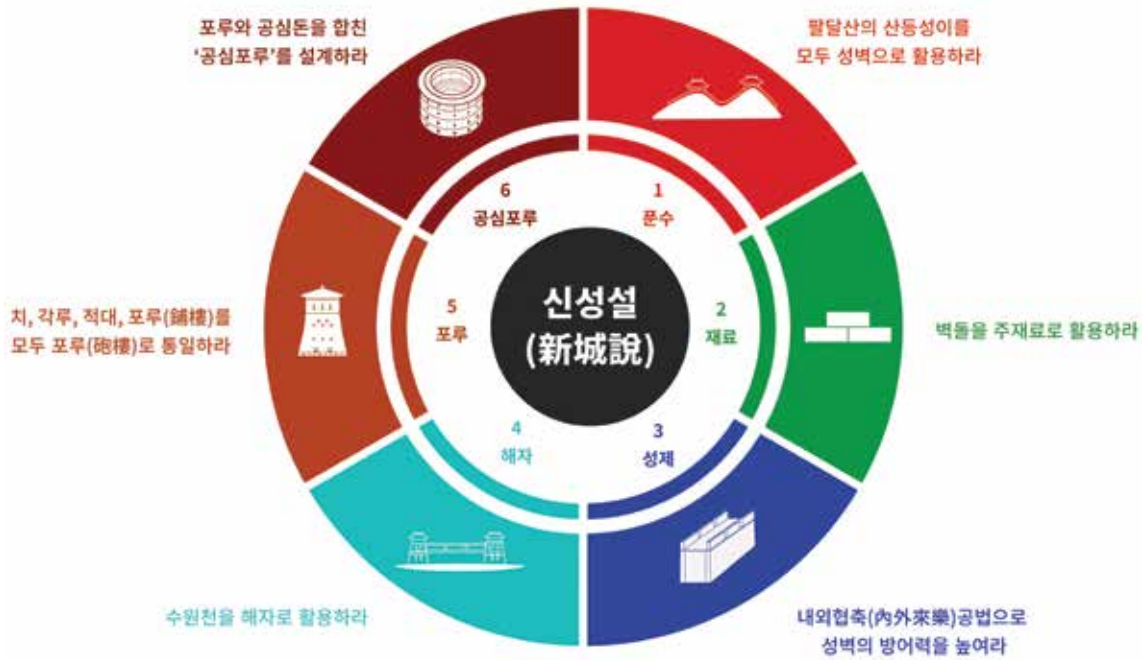 신성설
(新城說)
1
푼수
팔달산의 산등성이를
모두 성벽으로 활용하라
2
재료
벽돌을 주재료로 활용하라
3
성제
내외협축(內外來樂)공법으로
성벽의 방어력을 높여라
4
해자
수원천을 해자로 활용하라
5
포루
치, 각루, 적대, 포루(鋪樓)를
모두 포루(砲樓)로 통일하라
6
공심포루
포루와 공심돈을 합친
‘공심포루’를 설계하라